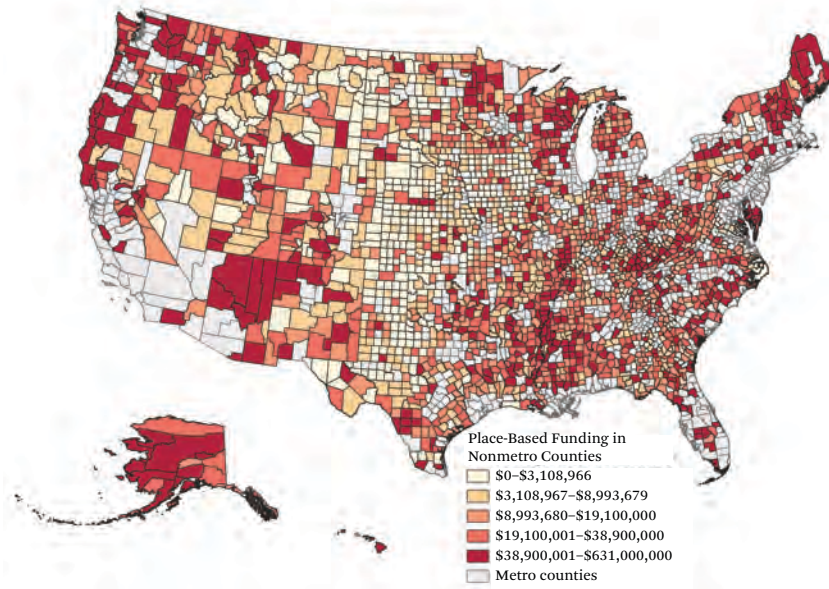 Place-Based Funding in
Nonmetro Counties
$0–$3,108,966
$3,108,967–$8,993,679
$8,993,680–$19,100,000
$19,100,001–$38,900,000
$38,900,001–$631,000,000
Metro counties